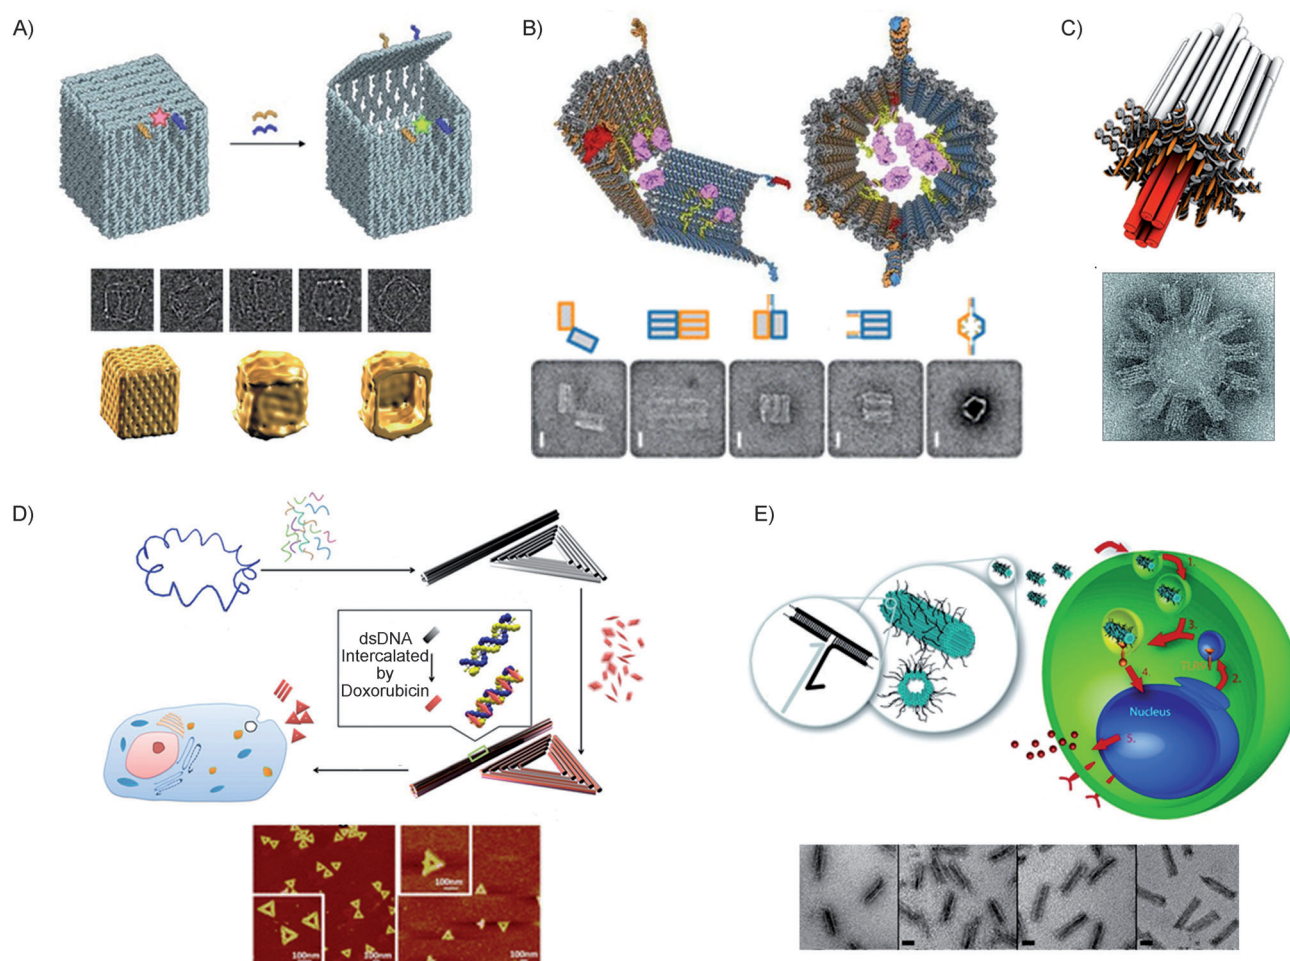 A)
B)
C)
D)
dsDNA
Intercalated
by
Doxorubicin
100nm
100nm
100nm
100nm
E)
1.
3.
4.
2.
Nucleus
5.